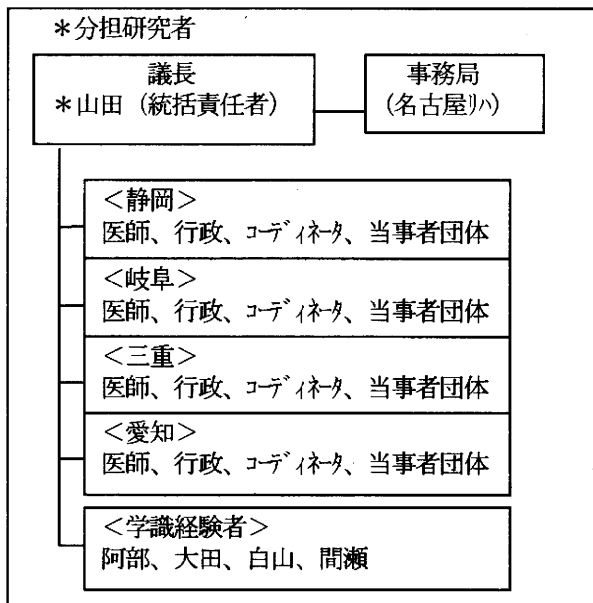 ＊分担研究者
議長
＊山田（統括責任者）
事務局
(名古屋ﾘﾊ)
＜静岡＞
医師、行政、ｺｰﾃﾞｨﾈｰﾀ、当事者団体
＜岐阜＞
医師、行政、ｺｰﾃﾞｨﾈｰﾀ、当事者団体
＜三重＞
医師、行政、ｺｰﾃﾞｨﾈｰﾀ、当事者団体
＜愛知＞
医師、行政、ｺｰﾃﾞｨﾈｰﾀ、当事者団体
＜学識経験者＞
阿部、大田、白山、間瀬